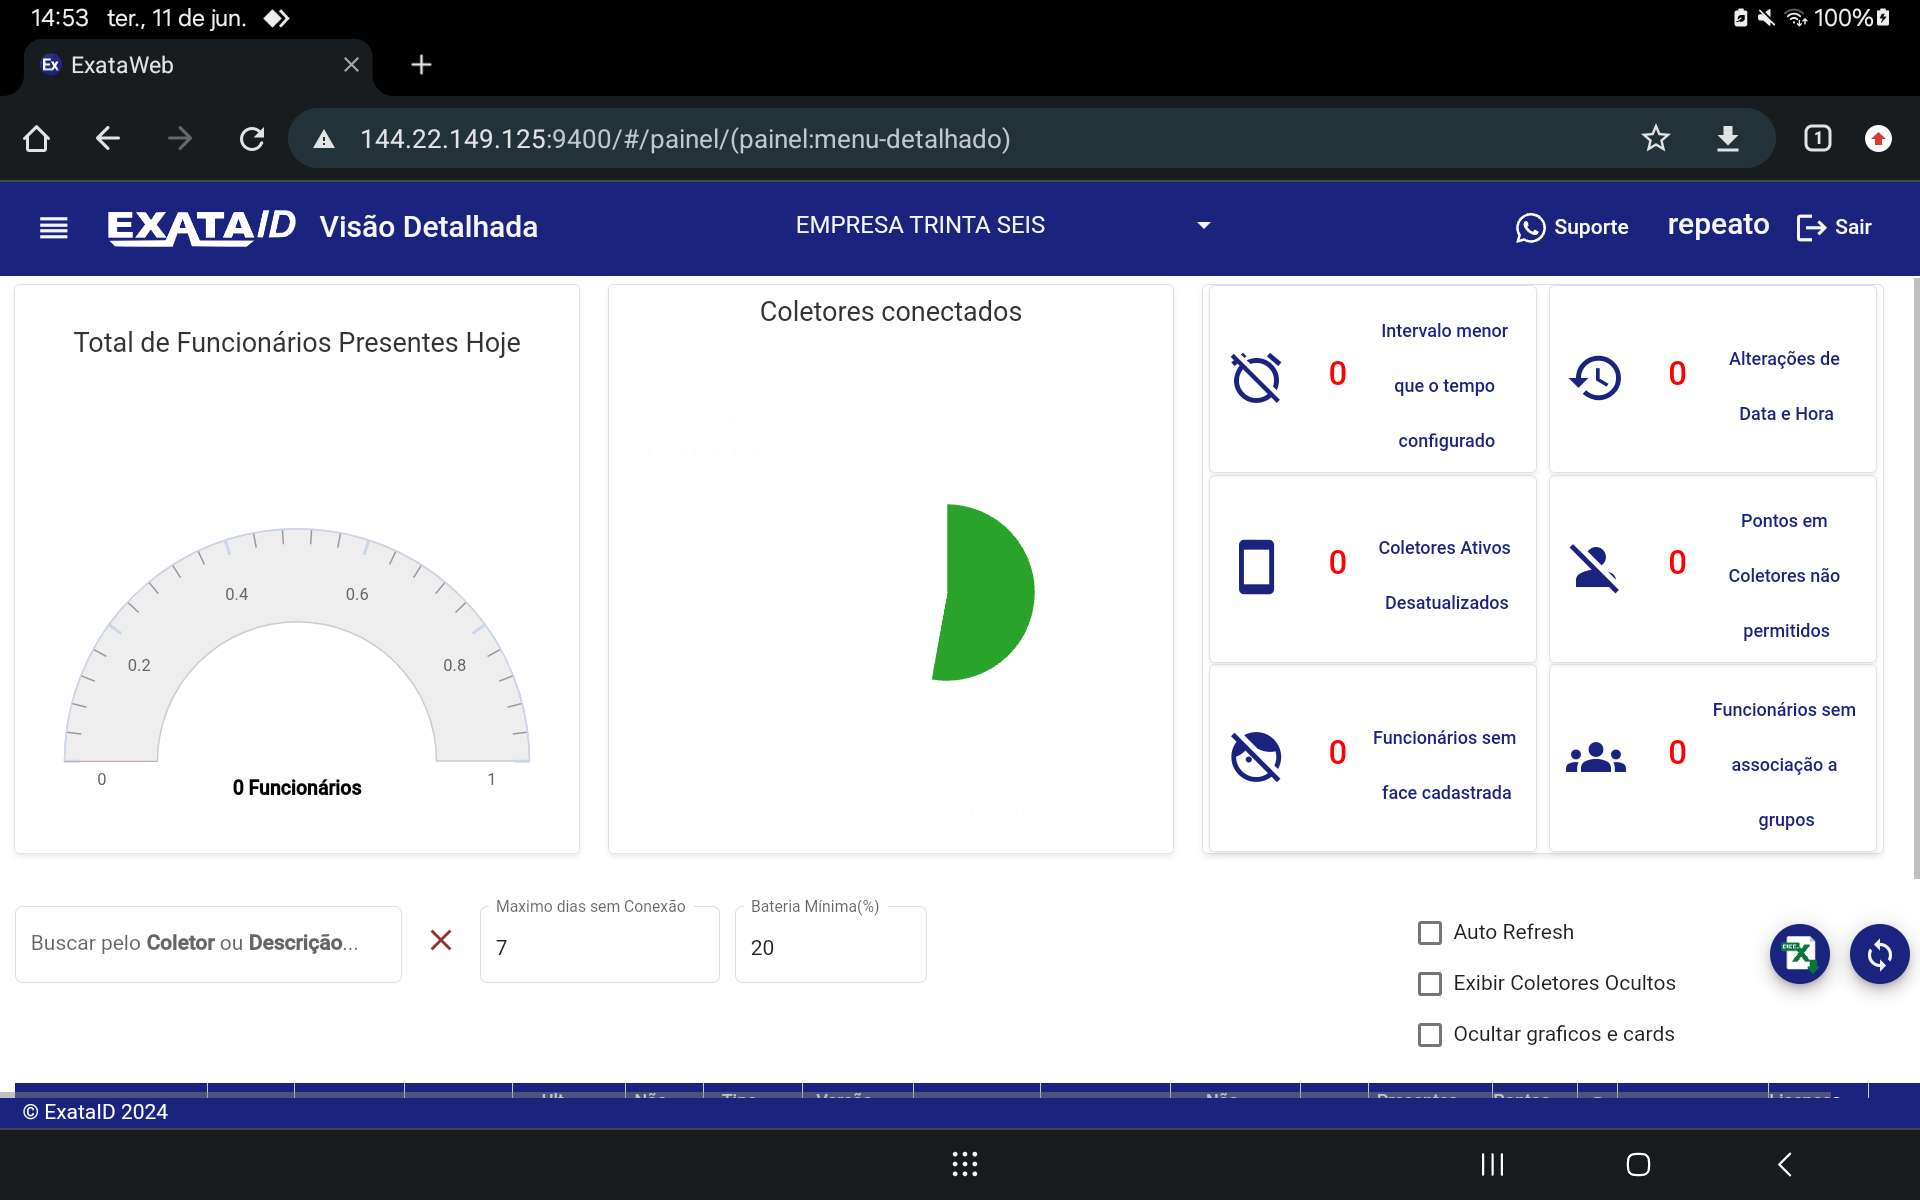 14:53 ter., 11 de jun. 100%
Ex ExataWeb
144.22.149.125:9400/#/painel/(painel:menu-detalhado) 1
EXATAID Visão Detalhada EMPRESA TRINTA SEIS Suporte repeato Sair
Total de Funcionários Presentes Hoje
0.4 0.6
0.2 0.8
0 1
0 Funcionários
Coletores conectados
0 Intervalo menor
que o tempo
configurado
0 Alterações de
Data e Hora
0 Coletores Ativos
Desatualizados
0 Pontos em
Coletores não
permitidos
0 Funcionários sem
face cadastrada
0 Funcionários sem
associação a
grupos
Buscar pelo Coletor ou Descrição...
Maximo dias sem Conexão
7
Bateria Mínima(%)
20
Auto Refresh
Exibir Coletores Ocultos
Ocultar graficos e cards
© ExataID 2024